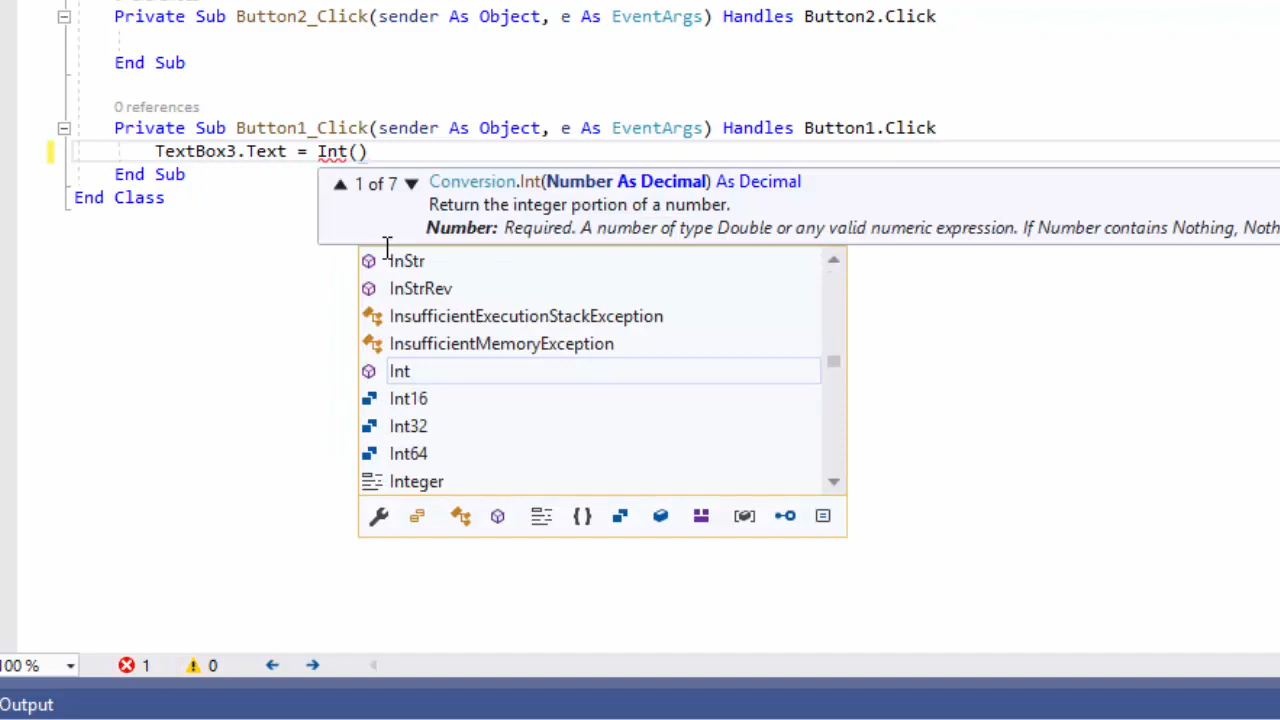 Private Sub Button2_Click(sender As Object, e As EventArgs) Handles Button2.Click
End Sub
0 references
Private Sub Button1_Click(sender As Object, e As EventArgs) Handles Button1.Click
TextBox3.Text = Int()
End Sub
End Class
▲ 1 of 7 ▼ Conversion.Int(Number As Decimal) As Decimal
Return the integer portion of a number.
Number: Required. A number of type Double or any valid numeric expression. If Number contains Nothing, Noth
InStr
InStrRev
InsufficientExecutionStackException
InsufficientMemoryException
Int
Int16
Int32
Int64
Integer
100 % 1 0
Output